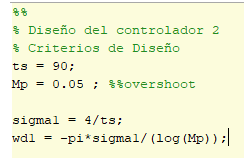 %%
% Diseño del controlador 2
% Criterios de Diseño
ts = 90;
Mp = 0.05 ; %%overshoot
sigma1 = 4/ts;
wd1 = -pi*sigma1/(log(Mp));